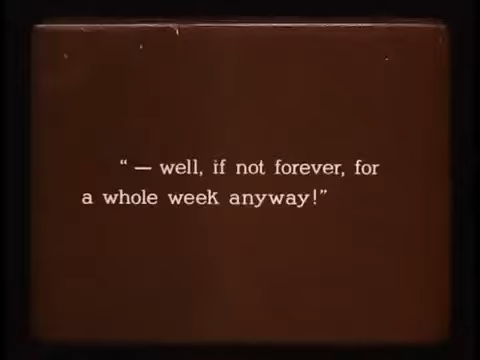 “ — well, if not forever, for
a whole week anyway!”